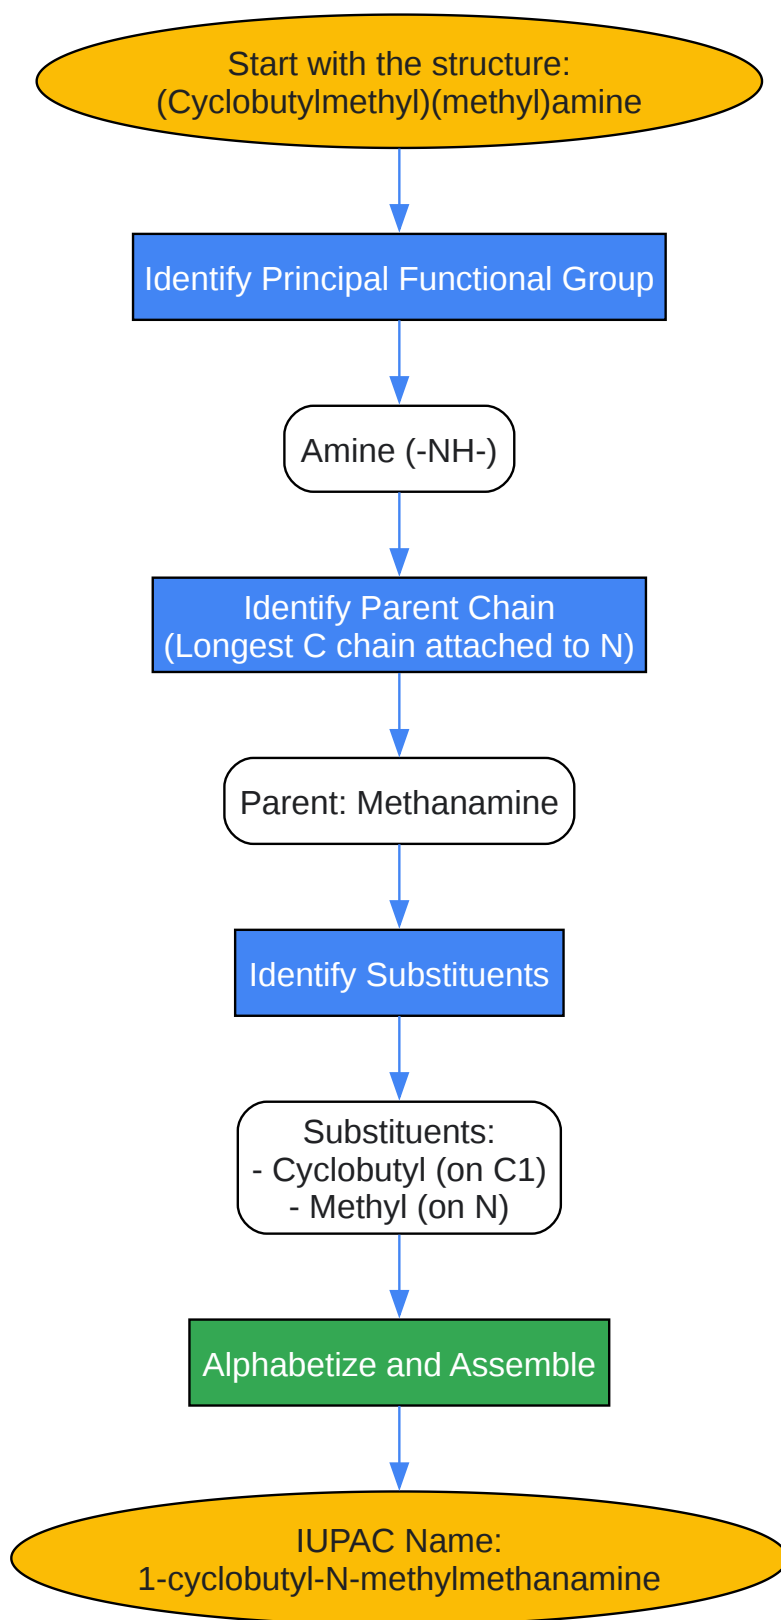 Start with the structure:
(Cyclobutylmethyl)(methyl)amine
Identify Principal Functional Group
Amine (-NH-)
Identify Parent Chain
(Longest C chain attached to N)
Parent: Methanamine
Identify Substituents
Substituents:
- Cyclobutyl (on C1)
- Methyl (on N)
Alphabetize and Assemble
IUPAC Name:
1-cyclobutyl-N-methylmethanamine